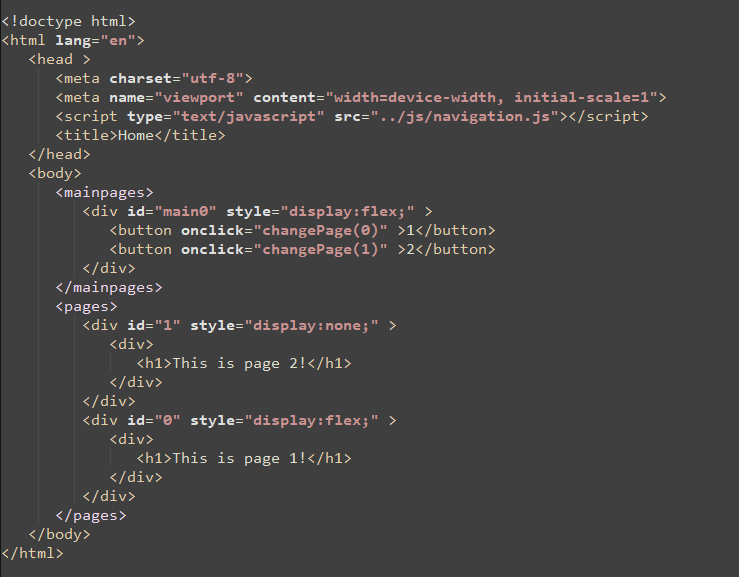 <!doctype html>
<html lang="en">
<head >
<meta charset="utf-8">
<meta name="viewport" content="width=device-width, initial-scale=1">
<script type="text/javascript" src="../js/navigation.js"></script>
<title>Home</title>
</head>
<body>
<mainpages>
<div id="main0" style="display:flex;" >
<button onclick="changePage(0)" >1</button>
<button onclick="changePage(1)" >2</button>
</div>
</mainpages>
<pages>
<div id="1" style="display:none;" >
<div>
<h1>This is page 2!</h1>
</div>
</div>
<div id="0" style="display:flex;" >
<div>
<h1>This is page 1!</h1>
</div>
</div>
</pages>
</body>
</html>